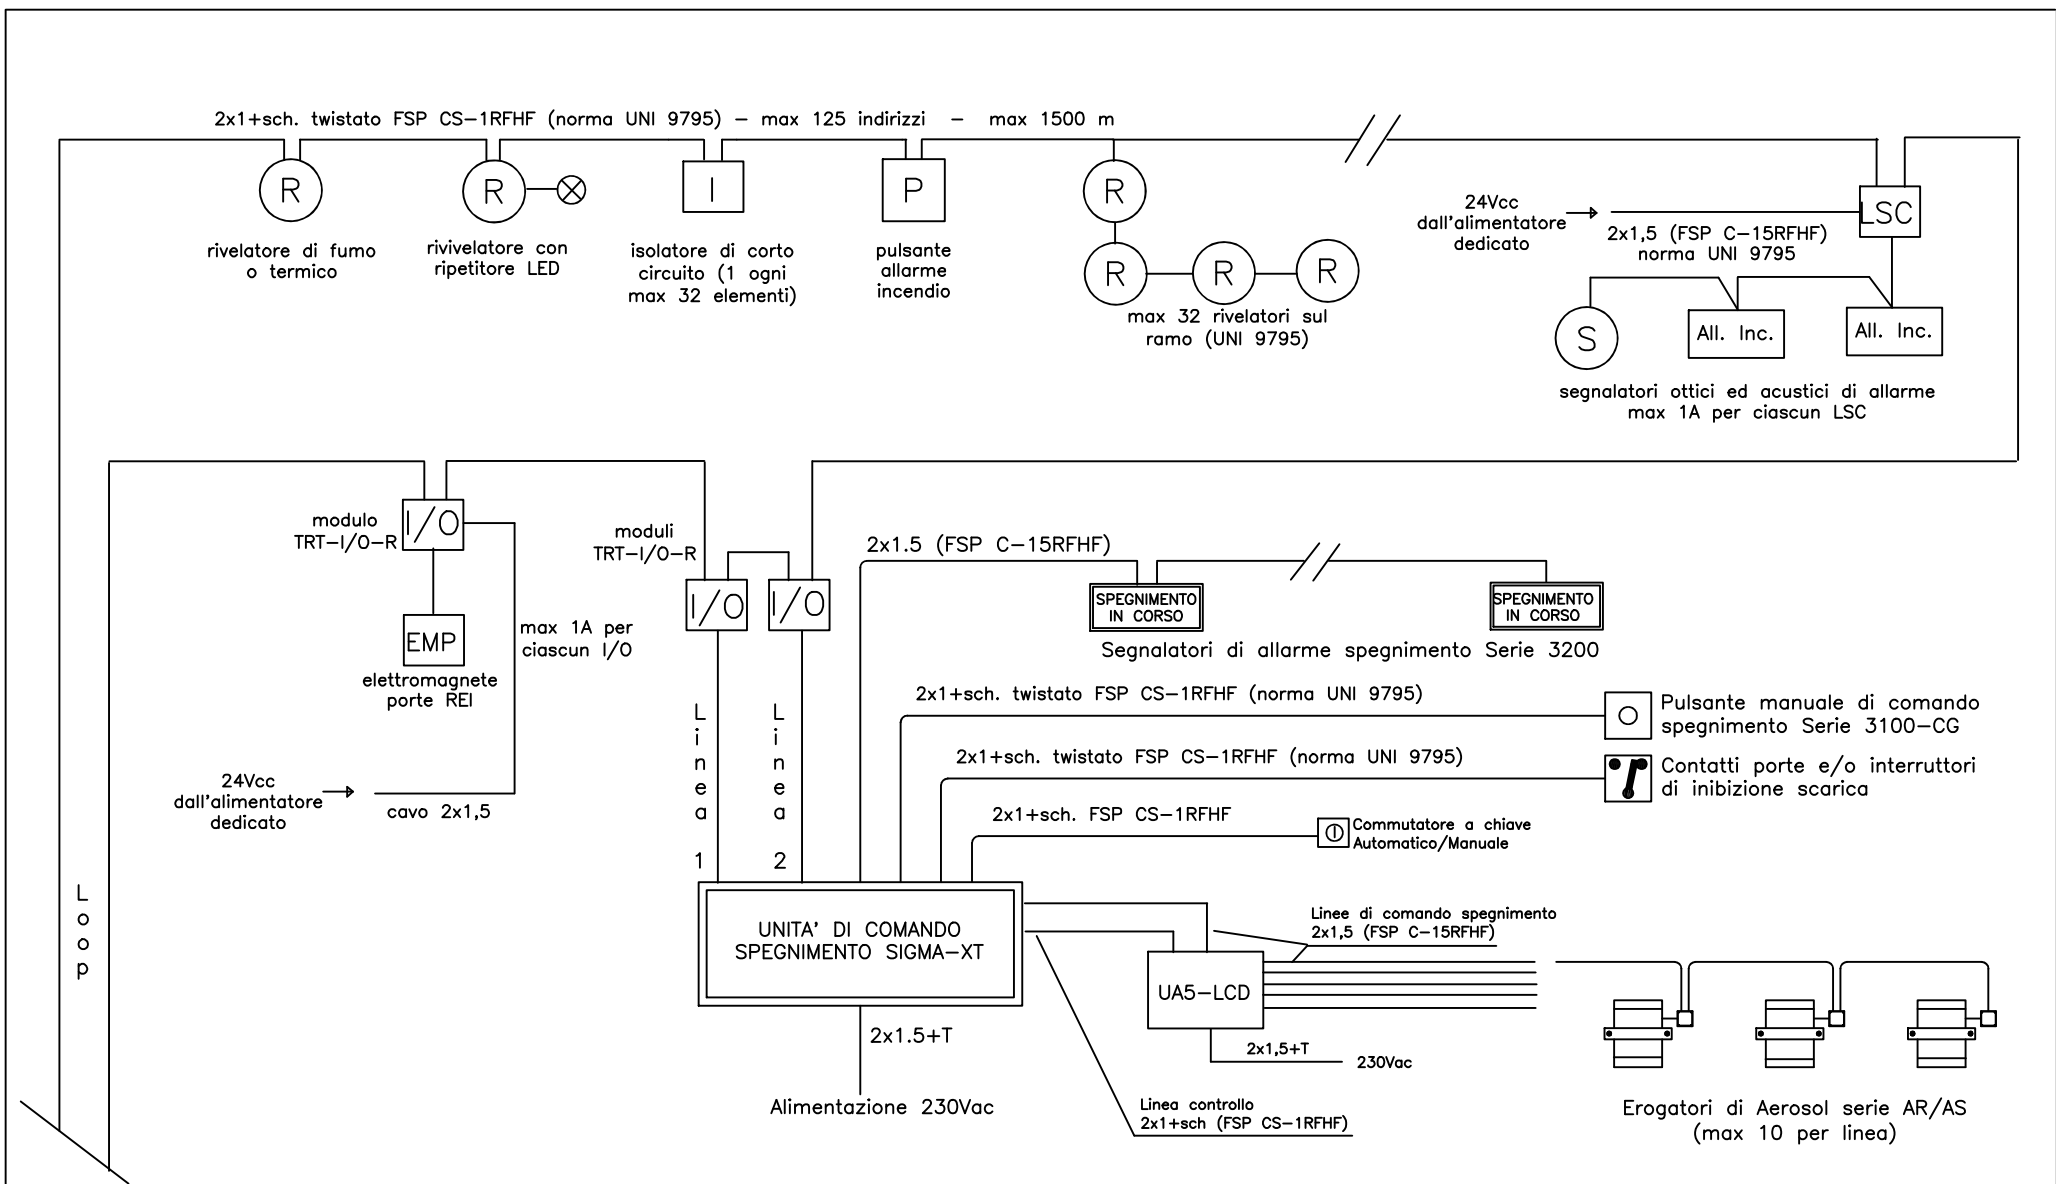 2x1+sch. twistato FSP CS-1RFHF (norma UNI 9795) - max 125 indirizzi - max 1500 m
R
R
I
P
R
rivelatore di fumo
o termico
rivivelatore con
ripetitore LED
isolatore di corto
circuito (1 ogni
max 32 elementi)
pulsante
allarme
incendio
R
R
R
max 32 rivelatori sul
ramo (UNI 9795)
24Vcc
dall'alimentatore
dedicato
LSC
2x1,5 (FSP C-15RFHF)
norma UNI 9795
S
All. Inc.
All. Inc.
segnalatori ottici ed acustici di allarme
max 1A per ciascun LSC
modulo
TRT-I/O-R
I/O
EMP
elettromagnete
porte REI
max 1A per
ciascun I/O
24Vcc
dall'alimentatore
dedicato
cavo 2x1,5
Loop
moduli
TRT-I/O-R
I/O
I/O
Linea 1
Linea 2
2x1.5 (FSP C-15RFHF)
SPEGNIMENTO
IN CORSO
SPEGNIMENTO
IN CORSO
Segnalatori di allarme spegnimento Serie 3200
2x1+sch. twistato FSP CS-1RFHF (norma UNI 9795)
Pulsante manuale di comando
spegnimento Serie 3100-CG
2x1+sch. twistato FSP CS-1RFHF (norma UNI 9795)
Contatti porte e/o interruttori
di inibizione scarica
2x1+sch. FSP CS-1RFHF
Commutatore a chiave
Automatico/Manuale
UNITA' DI COMANDO
SPEGNIMENTO SIGMA-XT
Linee di comando spegnimento
2x1,5 (FSP C-15RFHF)
UA5-LCD
2x1.5+T
Alimentazione 230Vac
2x1,5+T
230Vac
Linea controllo
2x1+sch (FSP CS-1RFHF)
Erogatori di Aerosol serie AR/AS
(max 10 per linea)